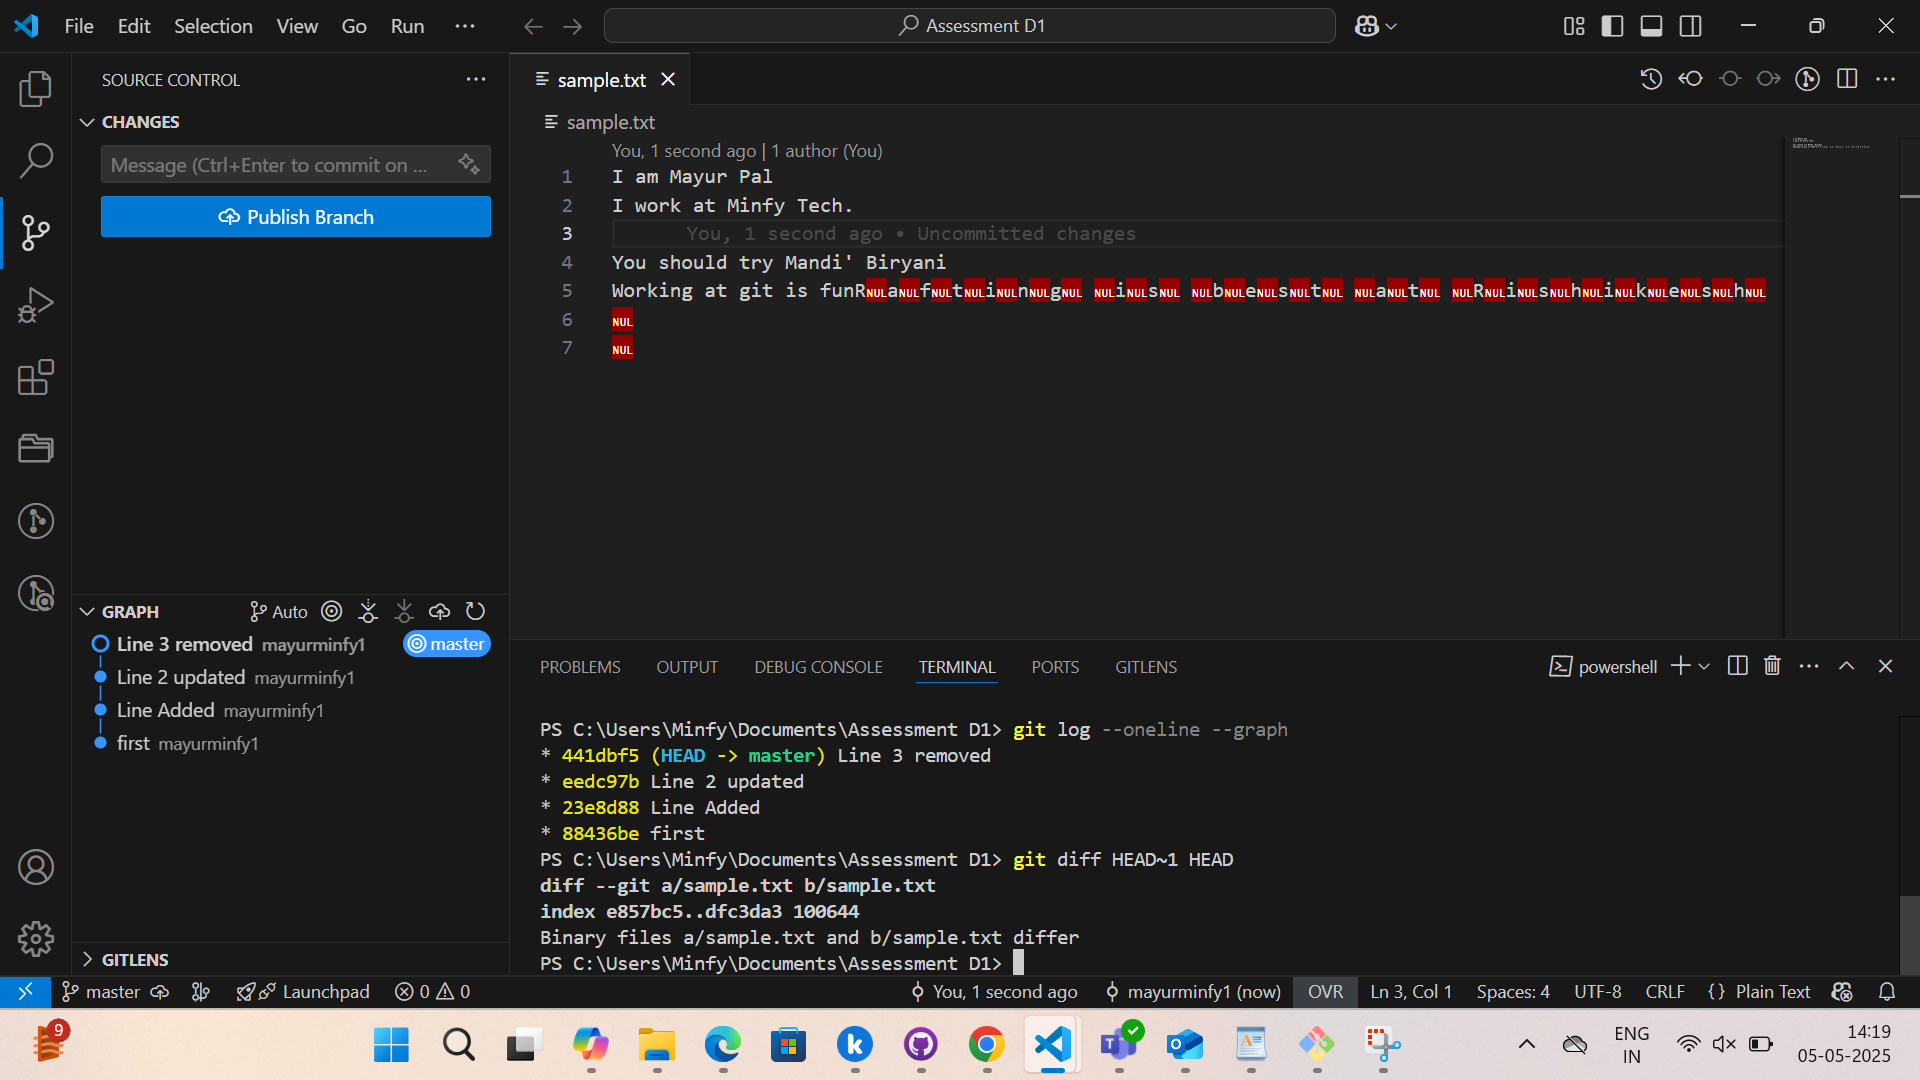 File Edit Selection View Go Run ··· Assessment D1
SOURCE CONTROL
CHANGES
Message (Ctrl+Enter to commit on ...
Publish Branch
sample.txt
sample.txt
You, 1 second ago | 1 author (You)
1 I am Mayur Pal
2 I work at Minfy Tech.
3 You, 1 second ago • Uncommitted changes
4 You should try Mandi' Biryani
5 Working at git is funRNULaNULfNULtNULiNULnNULgNUL NULiNULsNUL NULbNULeNULsNULtNUL NULaNULtNUL NULRNULiNULsNULhNULiNULkNULeNULsNULhNUL
6 NUL
7 NUL
GRAPH Auto
Line 3 removed mayurminfy1 master
Line 2 updated mayurminfy1
Line Added mayurminfy1
first mayurminfy1
GITLENS
PROBLEMS OUTPUT DEBUG CONSOLE TERMINAL PORTS GITLENS powershell
PS C:\Users\Minfy\Documents\Assessment D1> git log --oneline --graph
* 441dbf5 (HEAD -> master) Line 3 removed
* eedc97b Line 2 updated
* 23e8d88 Line Added
* 88436be first
PS C:\Users\Minfy\Documents\Assessment D1> git diff HEAD~1 HEAD
diff --git a/sample.txt b/sample.txt
index e857bc5..dfc3da3 100644
Binary files a/sample.txt and b/sample.txt differ
PS C:\Users\Minfy\Documents\Assessment D1>
master Launchpad 0 0 You, 1 second ago mayurminfy1 (now) OVR Ln 3, Col 1 Spaces: 4 UTF-8 CRLF {} Plain Text
9
ENG
IN
14:19
05-05-2025